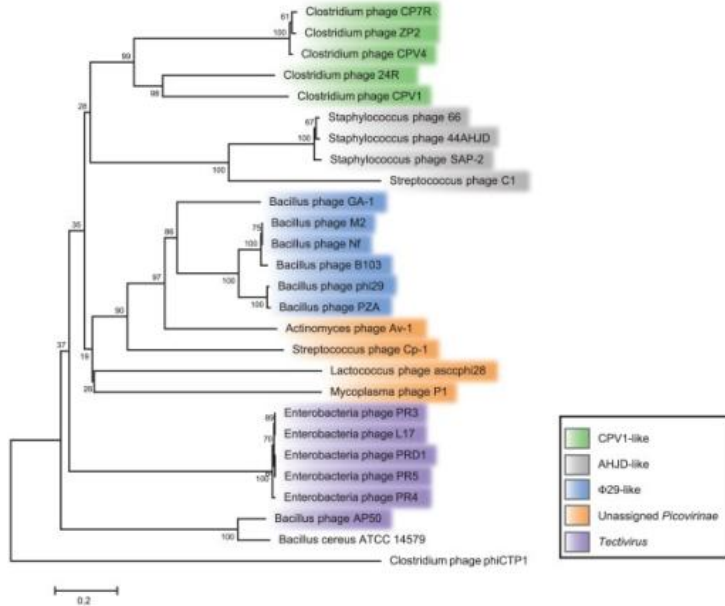 61
Clostridium phage CP7R
Clostridium phage ZP2
100
Clostridium phage CPV4
99
Clostridium phage 24R
98
Clostridium phage CPV1
28
67
Staphylococcus phage 66
Staphylococcus phage 44AHJD
100
Staphylococcus phage SAP-2
100
Streptococcus phage C1
35
Bacillus phage GA-1
75
Bacillus phage M2
86
Bacillus phage Nf
100
Bacillus phage B103
97
Bacillus phage phi29
100
Bacillus phage PZA
90
Actinomyces phage Av-1
Streptococcus phage Cp-1
37
19
Lactococcus phage asccphi28
26
Mycoplasma phage P1
89
Enterobacteria phage PR3
76
Enterobacteria phage L17
Enterobacteria phage PRD1
100
Enterobacteria phage PR5
Enterobacteria phage PR4
Bacillus phage AP50
100
Bacillus cereus ATCC 14579
Clostridium phage phiCTP1
0.2
CPV1-like
AHJD-like
Φ29-like
Unassigned Picovirinae
Tectivirus